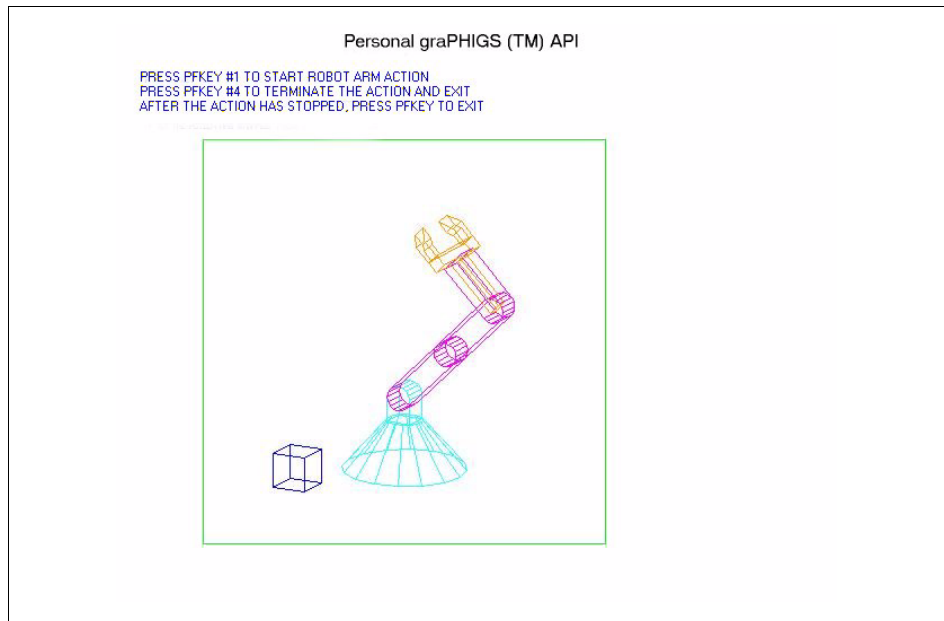 Personal graPHIGS (TM) API
PRESS PFKEY #1 TO START ROBOT ARM ACTION
PRESS PFKEY #4 TO TERMINATE THE ACTION AND EXIT
AFTER THE ACTION HAS STOPPED, PRESS PFKEY TO EXIT